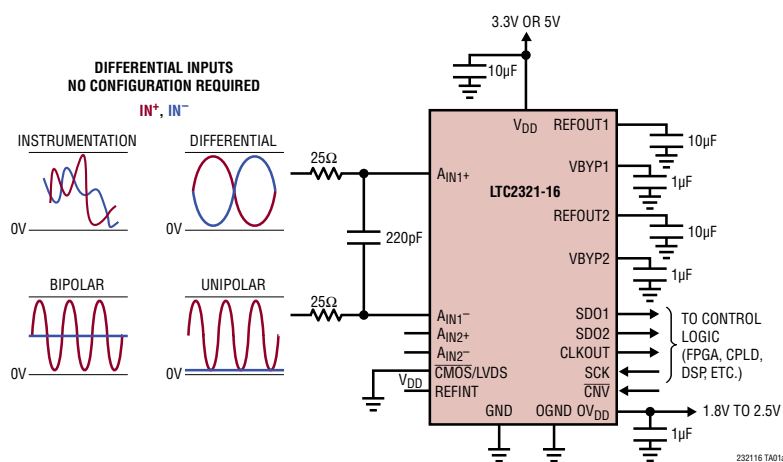 3.3V OR 5V
10µF
DIFFERENTIAL INPUTS
NO CONFIGURATION REQUIRED
IN+, IN−
INSTRUMENTATION
0V
DIFFERENTIAL
0V
BIPOLAR
0V
UNIPOLAR
0V
25Ω
220pF
25Ω
VDD
LTC2321-16
AIN1+
AIN1−
AIN2+
AIN2−
CMOS/LVDS
VDD
REFINT
GND
OGND
OVDD
REFOUT1
10µF
VBYP1
1µF
REFOUT2
10µF
VBYP2
1µF
SDO1
SDO2
CLKOUT
SCK
CNV
TO CONTROL
LOGIC
(FPGA, CPLD,
DSP, ETC.)
1.8V TO 2.5V
1µF
232116 TA01a